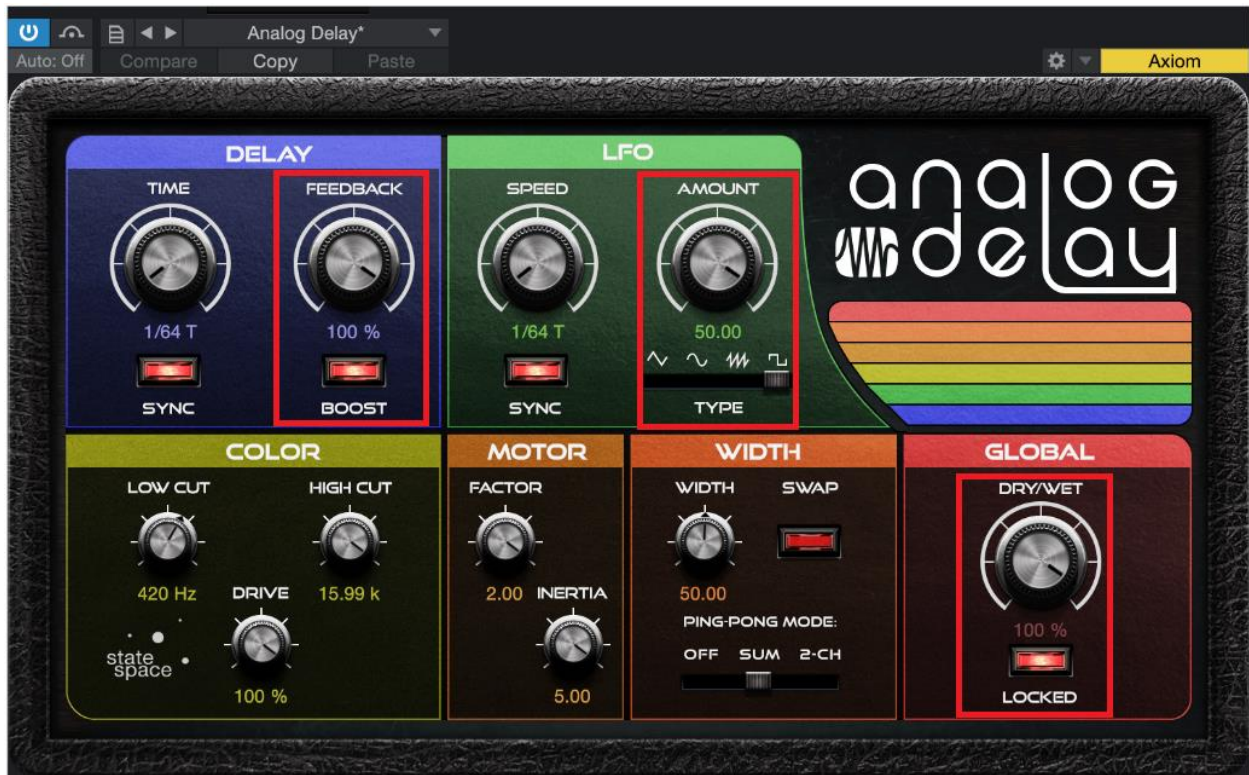 Analog Delay*
Auto: Off Compare Copy Paste Axiom
DELAY
TIME FEEDBACK
1/64 T 100 %
SYNC BOOST
LFO
SPEED AMOUNT
1/64 T 50.00
SYNC TYPE
analog
delay
COLOR
LOW CUT HIGH CUT
420 Hz DRIVE 15.99 k
state
space
100 %
MOTOR
FACTOR
2.00 INERTIA
5.00
WIDTH
WIDTH SWAP
50.00
PING-PONG MODE:
OFF SUM 2-CH
GLOBAL
DRY/WET
100 %
LOCKED